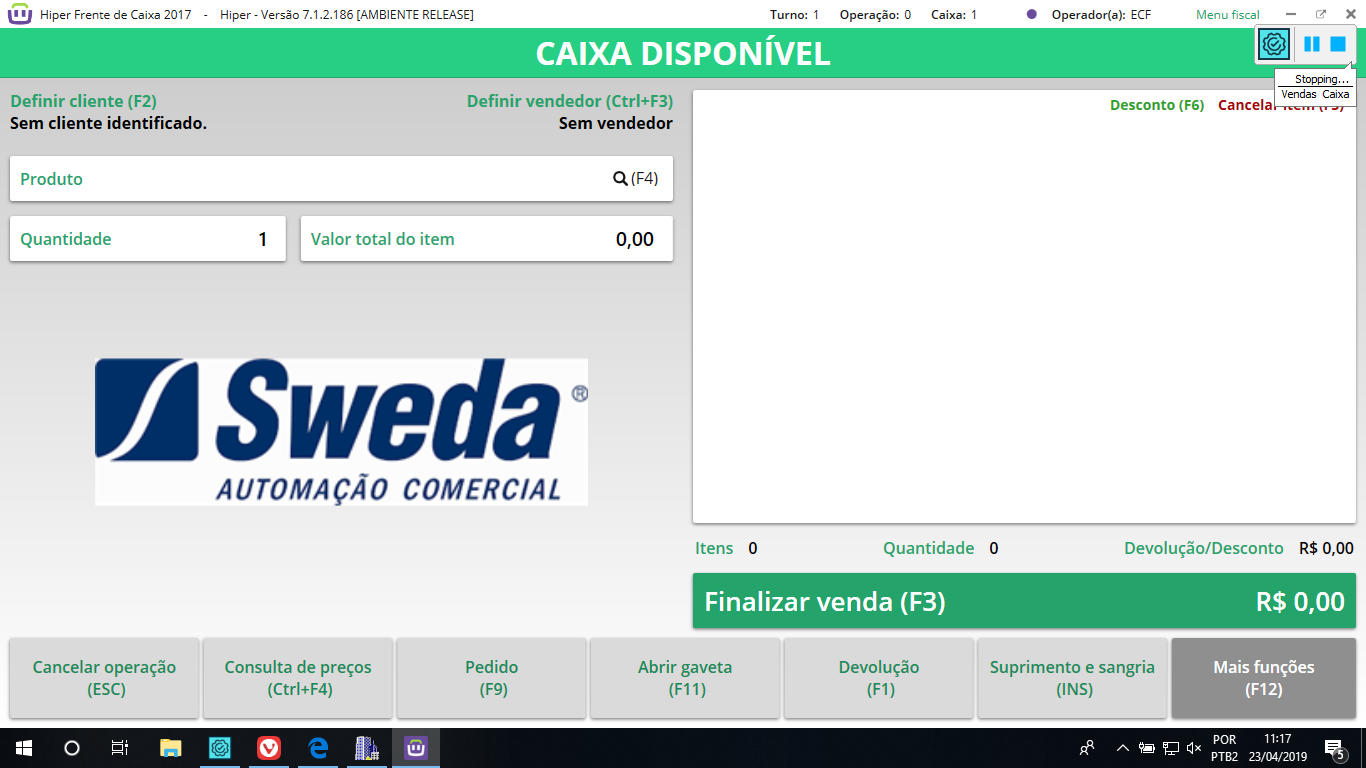 Hiper Frente de Caixa 2017 - Hiper - Versão 7.1.2.186 [AMBIENTE RELEASE] Turno: 1 Operação: 0 Caixa: 1 Operador(a): ECF Menu fiscal
CAIXA DISPONÍVEL
Stopping...
Vendas Caixa
Definir cliente (F2) Definir vendedor (Ctrl+F3)
Sem cliente identificado. Sem vendedor
Desconto (F6) Cancelar
Produto (F4)
Quantidade 1 Valor total do item 0,00
Sweda ®
AUTOMAÇÃO COMERCIAL
Itens 0 Quantidade 0 Devolução/Desconto R$ 0,00
Finalizar venda (F3) R$ 0,00
Cancelar operação
(ESC)
Consulta de preços
(Ctrl+F4)
Pedido
(F9)
Abrir gaveta
(F11)
Devolução
(F1)
Suprimento e sangria
(INS)
Mais funções
(F12)
POR 11:17
PTB2 23/04/2019
5